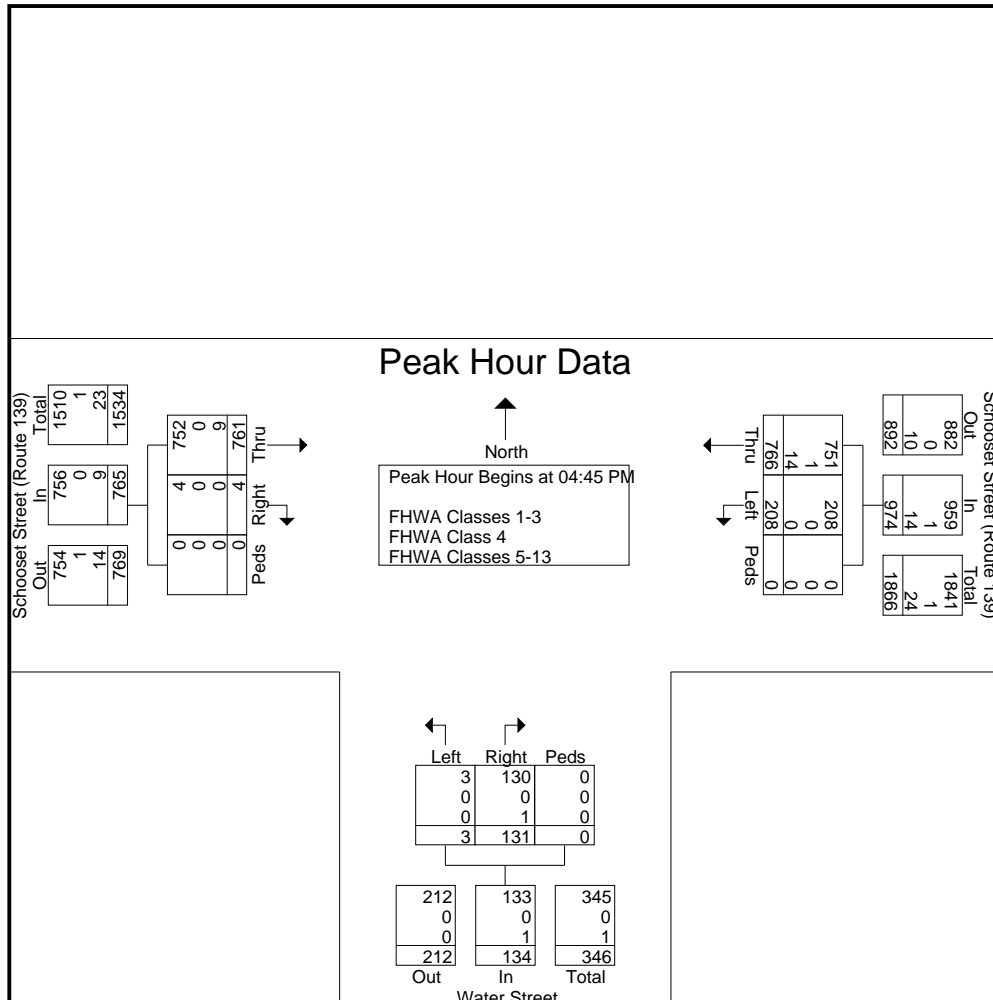 Peak Hour Data
North
Peak Hour Begins at 04:45 PM
FHWA Classes 1-3
FHWA Class 4
FHWA Classes 5-13
Schooset Street (Route 139)
Total
1510
1
23
1534
In
756
0
9
765
Out
754
1
14
769
Thru
752
0
9
761
Right
4
0
0
4
Peds
0
0
0
0
Thru
751
1
14
766
Left
208
0
0
208
Peds
0
0
0
0
Schooset Street (Route 139)
Out
882
0
10
892
In
959
1
14
974
Total
1841
1
24
1866
Left Right Peds
3 130 0
0 0 0
0 1 0
3 131 0
212 133 345
0 0 0
0 1 1
212 134 346
Out In Total
Water Street